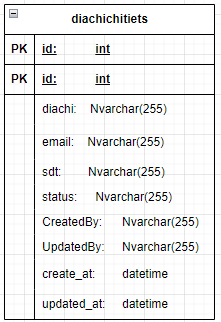 diachichitiets
PK id: int
PK id: int
diachi: Nvarchar(255)
email: Nvarchar(255)
sdt: Nvarchar(255)
status: Nvarchar(255)
CreatedBy: Nvarchar(255)
UpdatedBy: Nvarchar(255)
create_at: datetime
updated_at: datetime